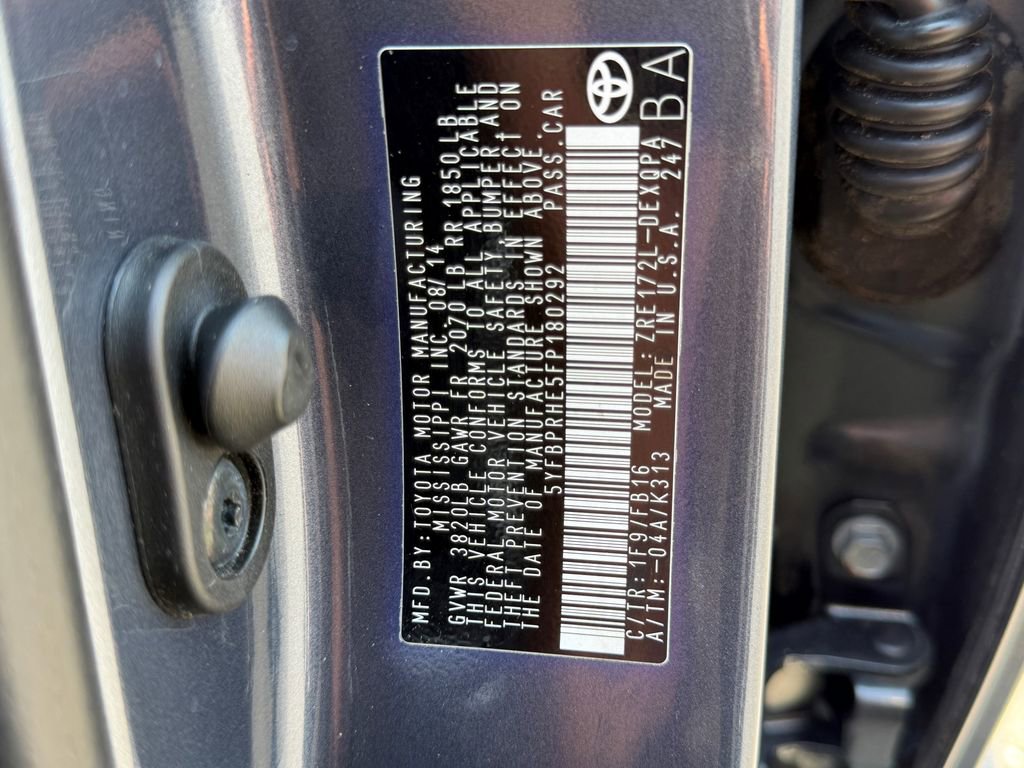 MFD.BY:TOYOTA MOTOR MANUFACTURING
MISSISSIPPI INC. 08/14
GVWR 3820LB GAWR FR 2070 LB RR 1850LB
THIS VEHICLE CONFORMS TO ALL APPLICABLE
FEDERAL MOTOR VEHICLE SAFETY, BUMPER AND
THEFT PREVENTION STANDARDS IN EFFECT ON
THE DATE OF MANUFACTURE SHOWN ABOVE.
5YFBPRHE5FP180292 PASS.CAR
C/TR:1F9/FB16 MODEL:ZRE172L-DEXQPA
A/TM:-04A/K313 MADE IN U.S.A. 247
BA